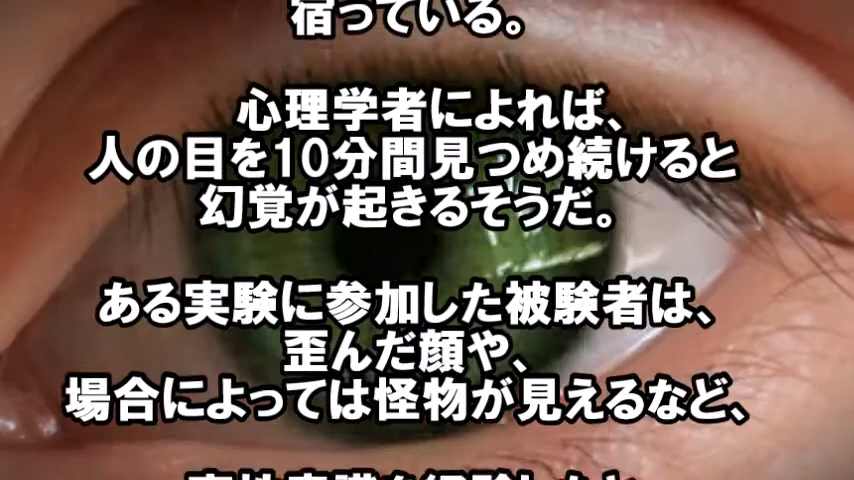 宿っている。
心理学者によれば、
人の目を10分間見つめ続けると
幻覚が起きるそうだ。
ある実験に参加した被験者は、
歪んだ顔や、
場合によっては怪物が見えるなど、